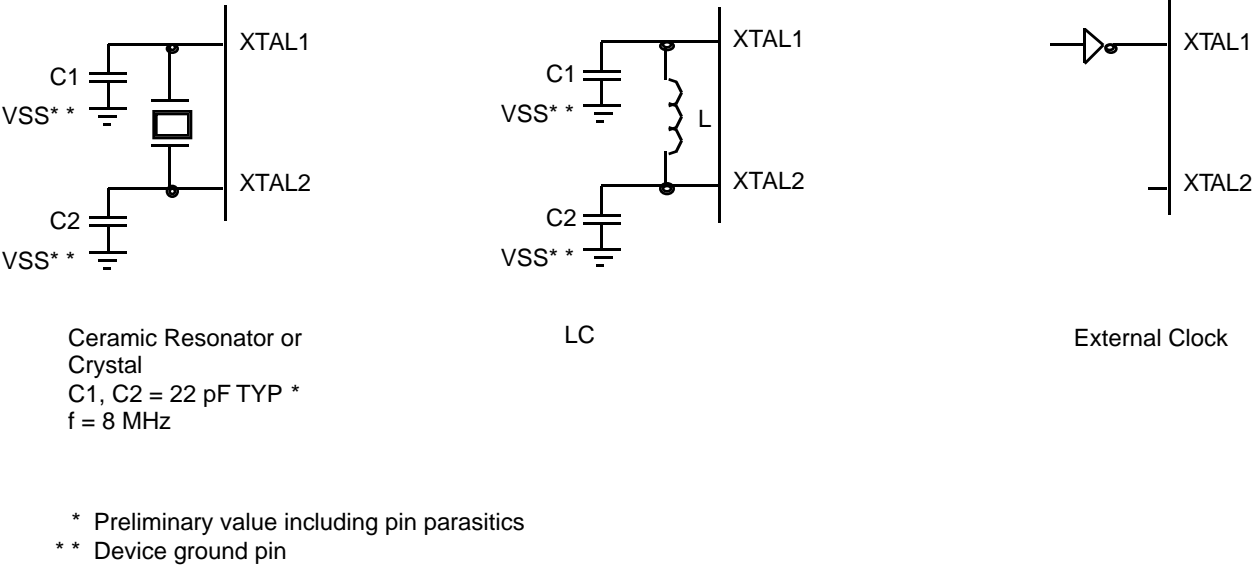 XTAL1
C1
VSS* *
XTAL2
C2
VSS* *
Ceramic Resonator or
Crystal
C1, C2 = 22 pF TYP *
f = 8 MHz
XTAL1
C1
VSS* *
L
XTAL2
C2
VSS* *
LC
XTAL1
XTAL2
External Clock
* Preliminary value including pin parasitics
* * Device ground pin